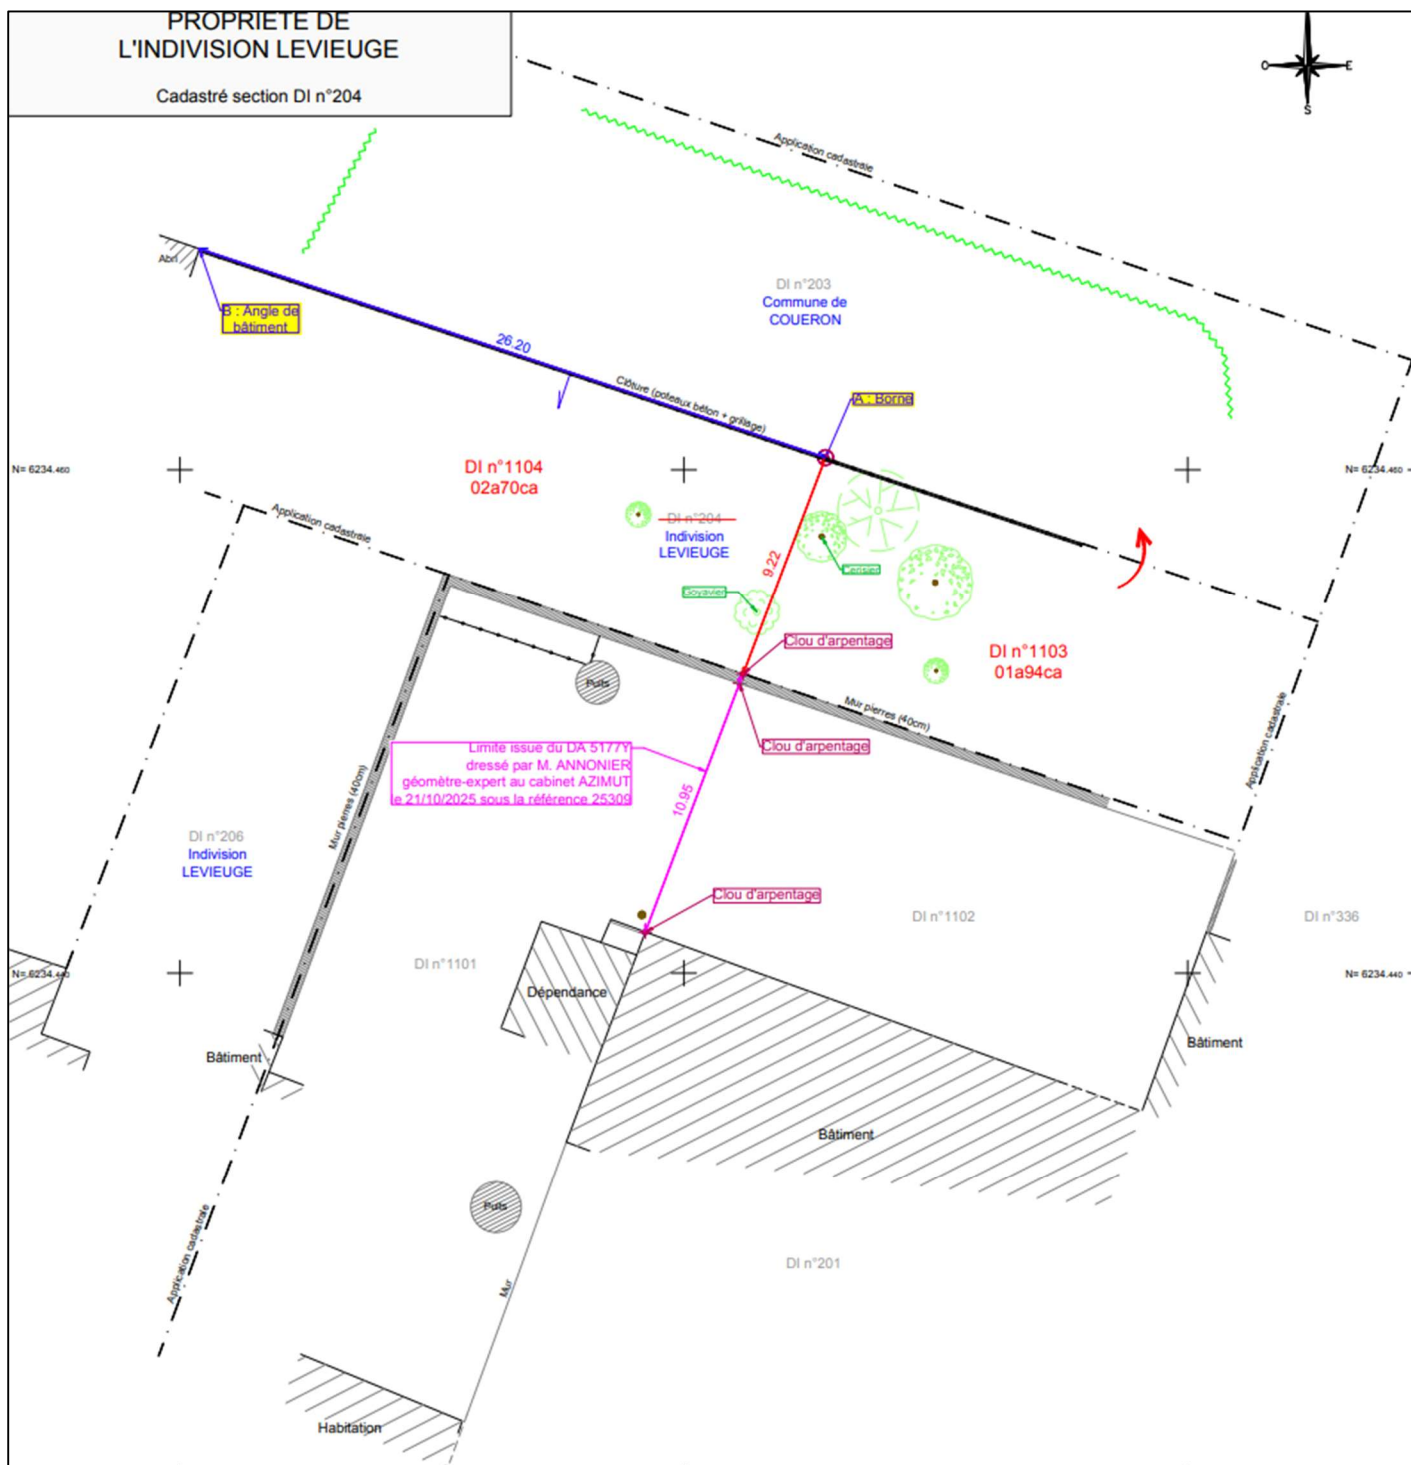 PROPRIETE DE
L'INDIVISION LEVIEUGE
Cadastré section DI n°204
O
E
S
Application cadastrale
Abri
DI n°203
Commune de
COUERON
B : Angle de
bâtiment
26.20
Clôture (poteaux béton + grillage)
A : Borne
N= 6234.460
DI n°1104
02a70ca
N= 6234.460
Application cadastrale
DI n°204
Indivision
LEVIEUGE
9.22
Cerisier
Goyavier
Clou d'arpentage
DI n°1103
01a94ca
Puits
Mur pierres (40cm)
Clou d'arpentage
Application cadastrale
Limite issue du DA 5177Y
dressé par M. ANNONIER
géomètre-expert au cabinet AZIMUT
le 21/10/2025 sous la référence 25309
10.95
Mur pierres (40cm)
DI n°206
Indivision
LEVIEUGE
Clou d'arpentage
DI n°1102
DI n°336
DI n°1101
N= 6234.440
N= 6234.440
Dépendance
Bâtiment
Bâtiment
Bâtiment
Puits
Application cadastrale
DI n°201
Mur
Habitation